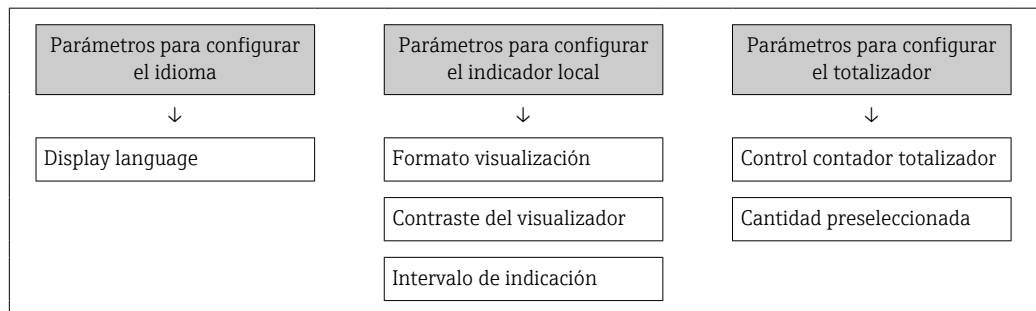 Parámetros para configurar
el idioma
↓
Display language
Parámetros para configurar
el indicador local
↓
Formato visualización
Contraste del visualizador
Intervalo de indicación
Parámetros para configurar
el totalizador
↓
Control contador totalizador
Cantidad preseleccionada